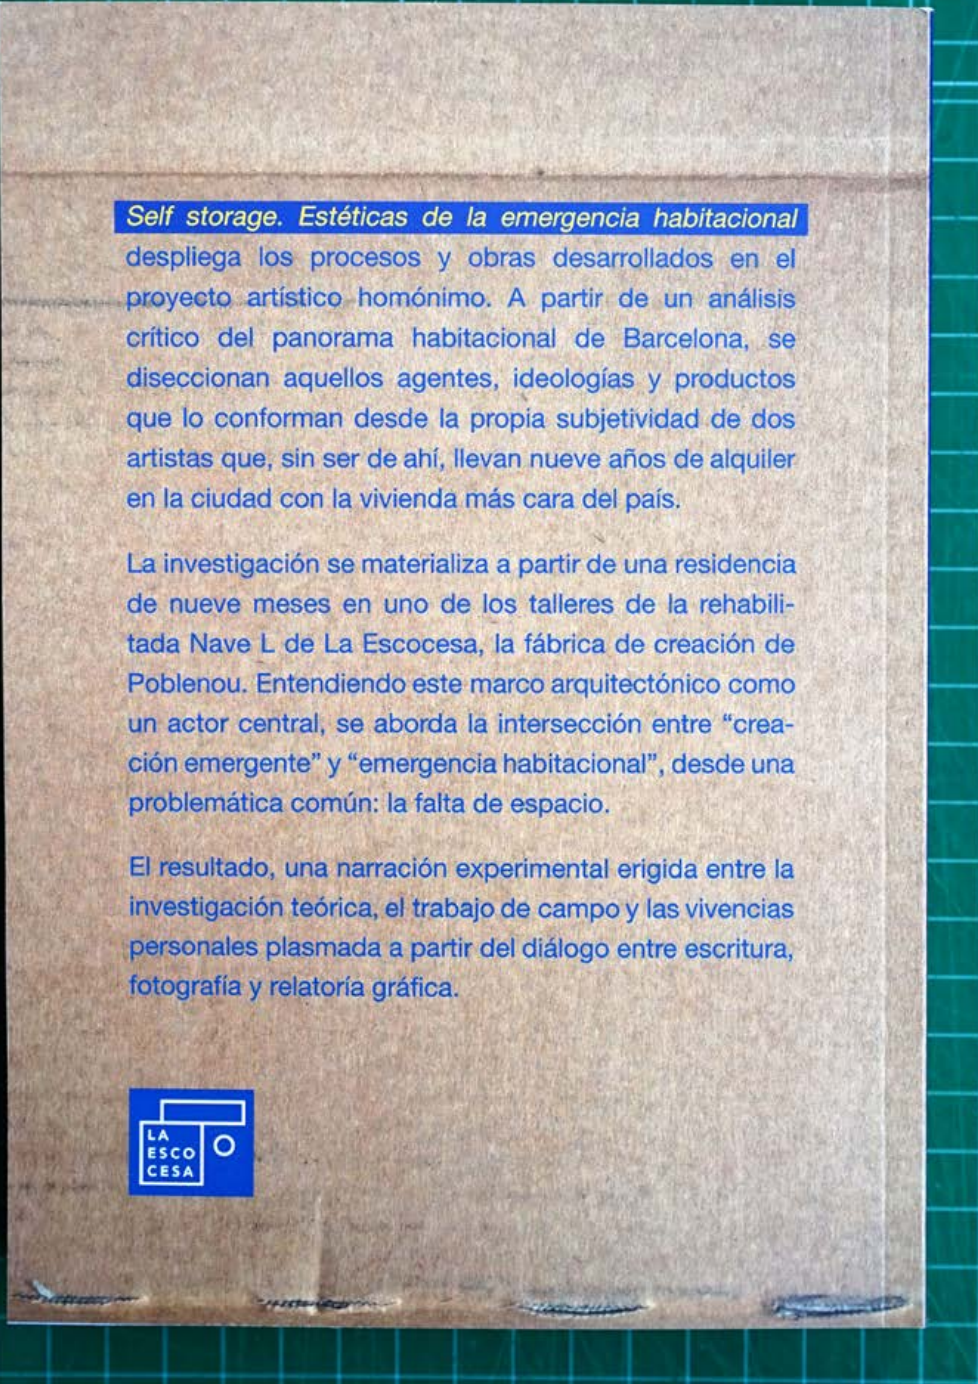 Self storage. Estéticas de la emergencia habitacional
despliega los procesos y obras desarrollados en el
proyecto artístico homónimo. A partir de un análisis
crítico del panorama habitacional de Barcelona, se
diseccionan aquellos agentes, ideologías y productos
que lo conforman desde la propia subjetividad de dos
artistas que, sin ser de ahí, llevan nueve años de alquiler
en la ciudad con la vivienda más cara del país.
La investigación se materializa a partir de una residencia
de nueve meses en uno de los talleres de la rehabili-
tada Nave L de La Escocesa, la fábrica de creación de
Poblenou. Entendiendo este marco arquitectónico como
un actor central, se aborda la intersección entre “crea-
ción emergente” y “emergencia habitacional”, desde una
problemática común: la falta de espacio.
El resultado, una narración experimental erigida entre la
investigación teórica, el trabajo de campo y las vivencias
personales plasmada a partir del diálogo entre escritura,
fotografía y relatoría gráfica.
LA
ESCO
CESA